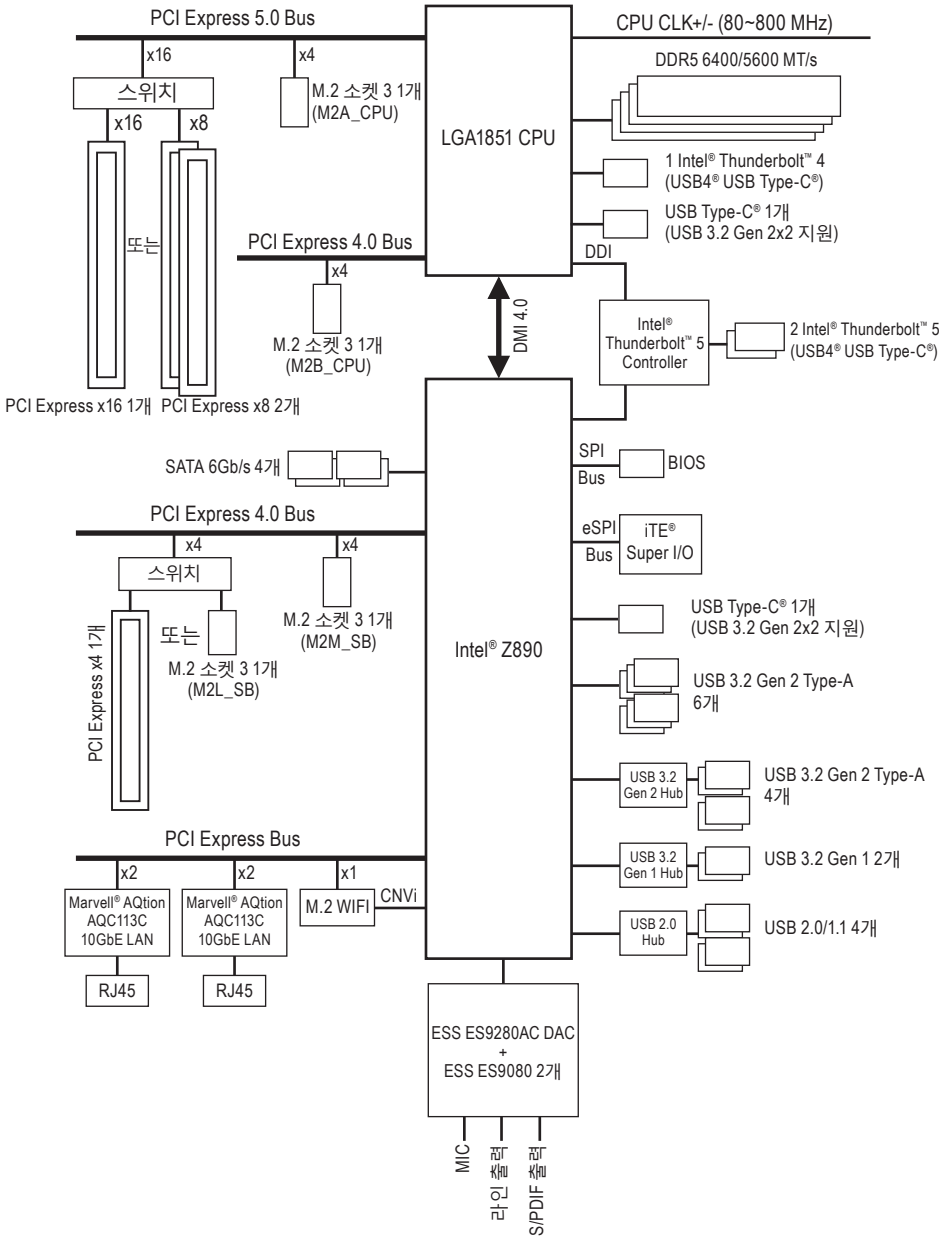 PCI Express 5.0 Bus
CPU CLK+/- (80~800 MHz)
x16
x4
DDR5 6400/5600 MT/s
스위치
M.2 소켓 3 1개
(M2A_CPU)
x16
x8
LGA1851 CPU
1 Intel® Thunderbolt™ 4
(USB4® USB Type-C®)
USB Type-C® 1개
(USB 3.2 Gen 2x2 지원)
또는
PCI Express 4.0 Bus
DDI
x4
M.2 소켓 3 1개
(M2B_CPU)
DMI 4.0
Intel®
Thunderbolt™ 5
Controller
2 Intel® Thunderbolt™ 5
(USB4® USB Type-C®)
PCI Express x16 1개
PCI Express x8 2개
SATA 6Gb/s 4개
SPI
Bus
BIOS
PCI Express 4.0 Bus
eSPI
Bus
iTE®
Super I/O
x4
x4
스위치
M.2 소켓 3 1개
(M2M_SB)
PCI Express x4 1개
또는
M.2 소켓 3 1개
(M2L_SB)
Intel® Z890
USB Type-C® 1개
(USB 3.2 Gen 2x2 지원)
USB 3.2 Gen 2 Type-A
6개
USB 3.2
Gen 2 Hub
USB 3.2 Gen 2 Type-A
4개
PCI Express Bus
USB 3.2
Gen 1 Hub
USB 3.2 Gen 1 2개
x2
x2
x1
Marvell® AQtion
AQC113C
10GbE LAN
Marvell® AQtion
AQC113C
10GbE LAN
M.2 WIFI
CNVi
USB 2.0
Hub
USB 2.0/1.1 4개
RJ45
RJ45
ESS ES9280AC DAC
+
ESS ES9080 2개
MIC
라인 출력
S/PDIF 출력